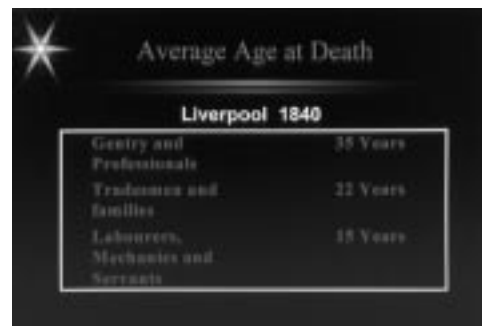 Average Age at Death
Liverpool 1840
Gentry and 35 Years
Professionals
Tradesmen and 22 Years
families
Labourers, 15 Years
Mechanics and
Servants